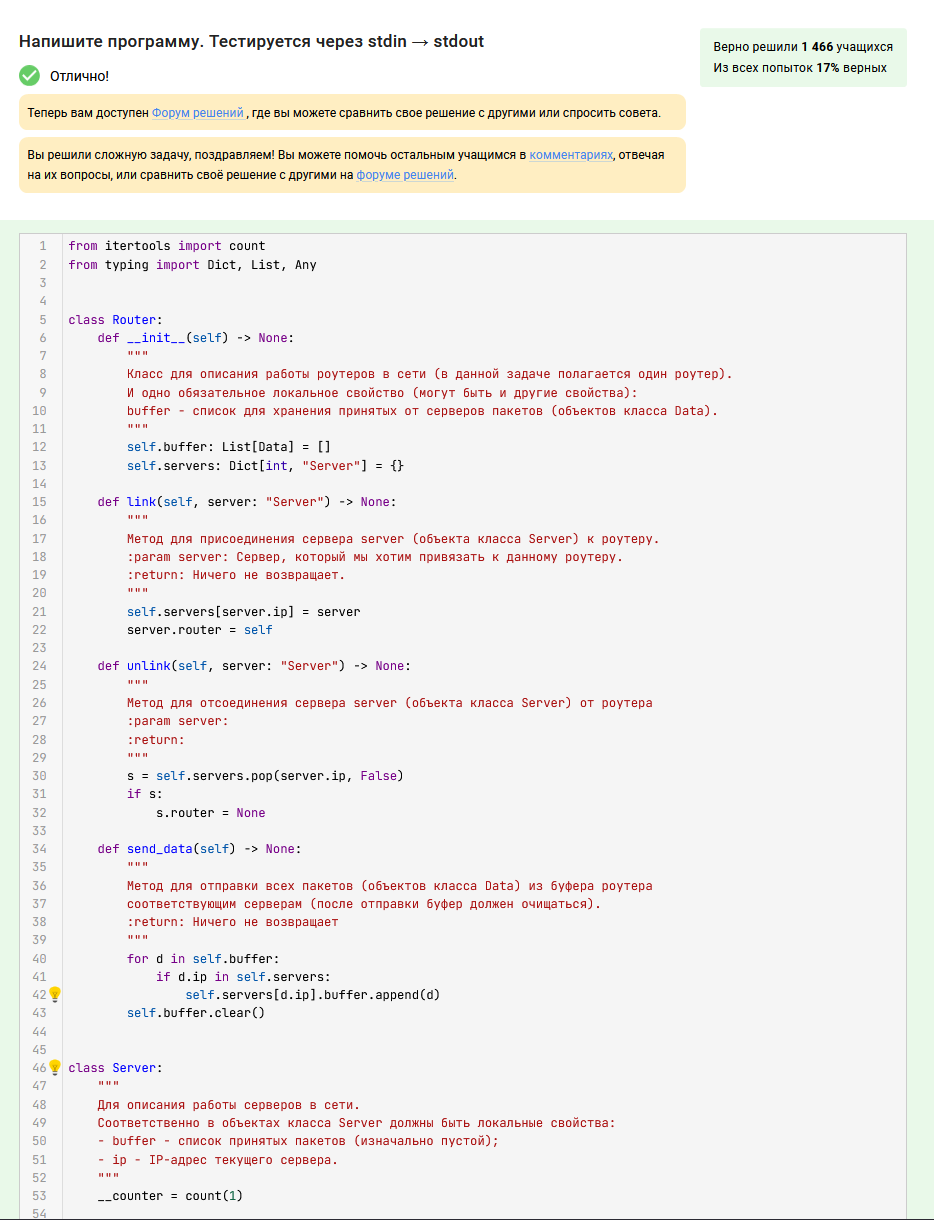 Напишите программу. Тестируется через stdin → stdout
Верно решили 1 466 учащихся
Из всех попыток 17% верных
Отлично!
Теперь вам доступен Форум решений , где вы можете сравнить свое решение с другими или спросить совета.
Вы решили сложную задачу, поздравляем! Вы можете помочь остальным учащимся в комментариях, отвечая
на их вопросы, или сравнить своё решение с другими на форуме решений.
1 from itertools import count
2 from typing import Dict, List, Any
3
4
5 class Router:
6     def __init__(self) -> None:
7         """
8         Класс для описания работы роутеров в сети (в данной задаче полагается один роутер).
9         И одно обязательное локальное свойство (могут быть и другие свойства):
10         buffer - список для хранения принятых от серверов пакетов (объектов класса Data).
11         """
12         self.buffer: List[Data] = []
13         self.servers: Dict[int, "Server"] = {}
14
15     def link(self, server: "Server") -> None:
16         """
17         Метод для присоединения сервера server (объекта класса Server) к роутеру.
18         :param server: Сервер, который мы хотим привязать к данному роутеру.
19         :return: Ничего не возвращает.
20         """
21         self.servers[server.ip] = server
22         server.router = self
23
24     def unlink(self, server: "Server") -> None:
25         """
26         Метод для отсоединения сервера server (объекта класса Server) от роутера
27         :param server:
28         :return:
29         """
30         s = self.servers.pop(server.ip, False)
31         if s:
32             s.router = None
33
34     def send_data(self) -> None:
35         """
36         Метод для отправки всех пакетов (объектов класса Data) из буфера роутера
37         соответствующим серверам (после отправки буфер должен очищаться).
38         :return: Ничего не возвращает
39         """
40         for d in self.buffer:
41             if d.ip in self.servers:
42                 self.servers[d.ip].buffer.append(d)
43         self.buffer.clear()
44
45
46 class Server:
47     """
48     Для описания работы серверов в сети.
49     Соответственно в объектах класса Server должны быть локальные свойства:
50     - buffer - список принятых пакетов (изначально пустой);
51     - ip - IP-адрес текущего сервера.
52     """
53     __counter = count(1)
54